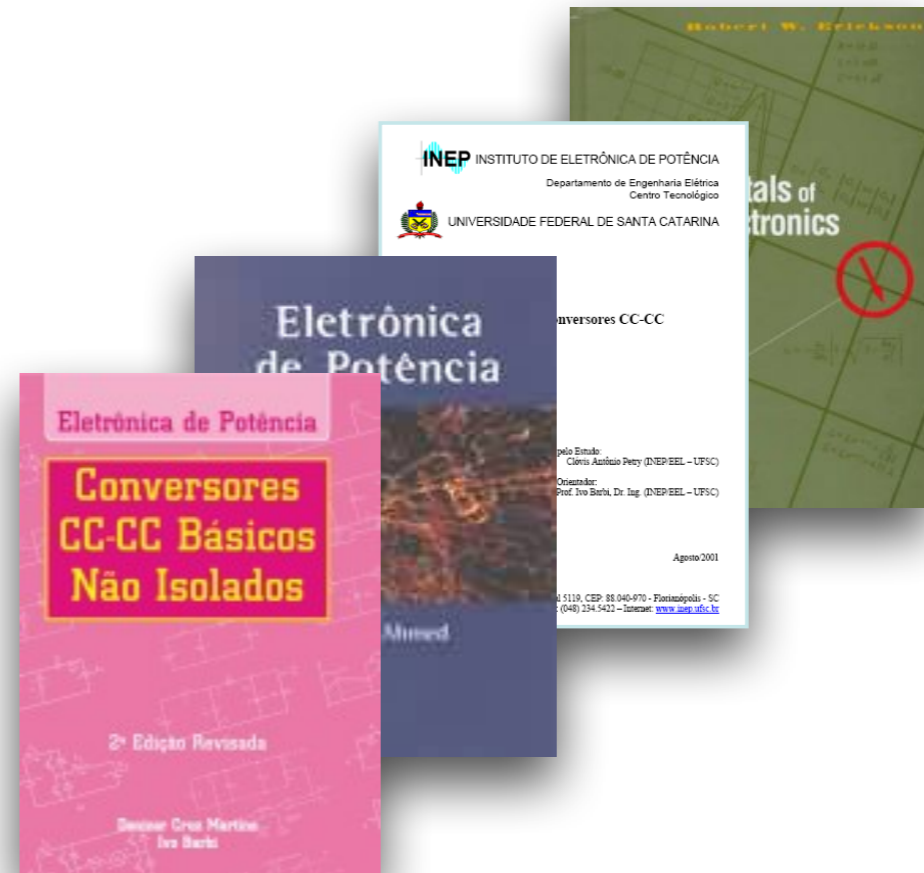 Robert W. Erickson
tals of
tronics
INEP INSTITUTO DE ELETRÔNICA DE POTÊNCIA
Departamento de Engenharia Elétrica
Centro Tecnológico
UNIVERSIDADE FEDERAL DE SANTA CATARINA
nversores CC-CC
pelo Estudo:
Clóvis Antônio Petry (INEP/EEL – UFSC)
Orientador:
Prof. Ivo Barbi, Dr. Ing. (INEP/EEL – UFSC)
Agosto/2001
l 5119, CEP: 88.040-970 - Florianópolis - SC
: (048) 234.5422 – Internet: www.inep.ufsc.br
Eletrônica
de Potência
Ahmed
Eletrônica de Potência
Conversores
CC-CC Básicos
Não Isolados
2ª Edição Revisada
Denizar Cruz Martins
Ivo Barbi